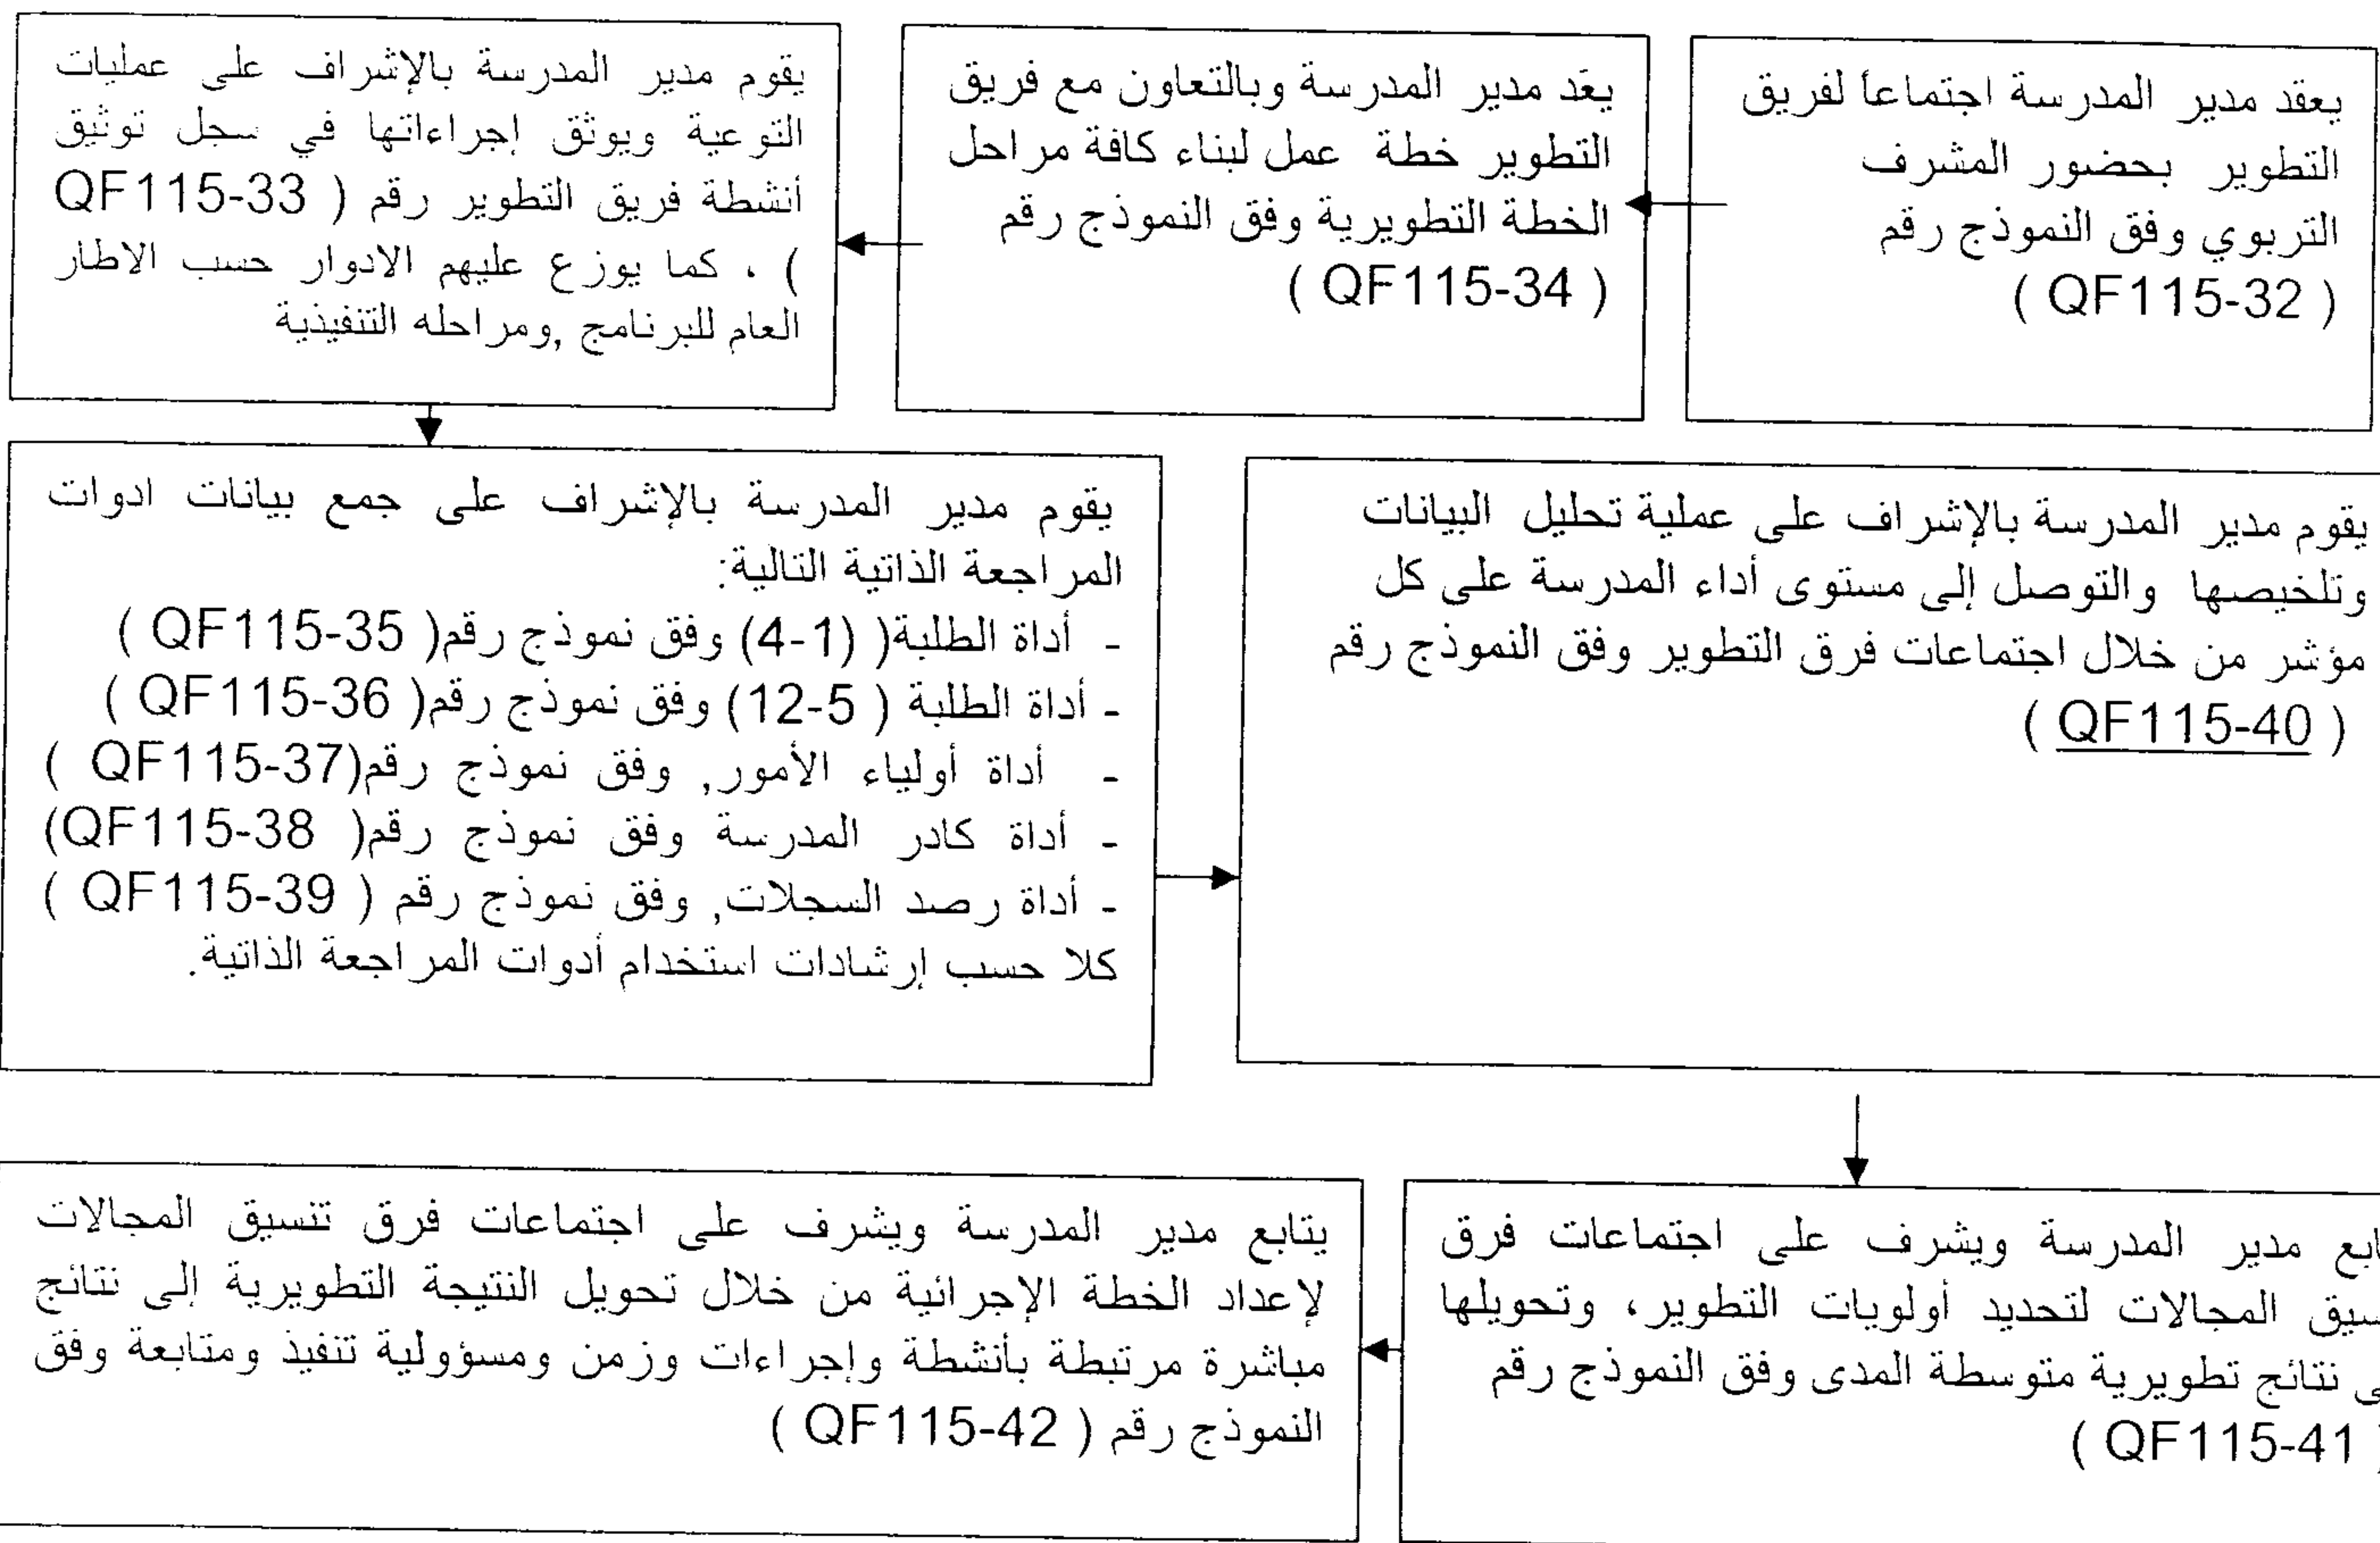 يعقد مدير المدرسة اجتماعاً لفريق
التطوير بحضور المشرف
التربوي وفق النموذج رقم
( QF115-32 )
يعَد مدير المدرسة وبالتعاون مع فريق
التطوير خطة عمل لبناء كافة مراحل
الخطة التطويرية وفق النموذج رقم
( QF115-34 )
يقوم مدير المدرسة بالإشراف على عمليات
التوعية ويوثق إجراءاتها في سجل توثيق
أنشطة فريق التطوير رقم ( QF115-33
) ، كما يوزع عليهم الادوار حسب الاطار
العام للبرنامج ,ومراحله التنفيذية
يقوم مدير المدرسة بالإشراف على جمع بيانات ادوات
المراجعة الذاتية التالية:
- أداة الطلبة( (1-4) وفق نموذج رقم( QF115-35 )
- أداة الطلبة ( 5-12) وفق نموذج رقم( QF115-36 )
- أداة أولياء الأمور, وفق نموذج رقم(QF115-37 )
- أداة كادر المدرسة وفق نموذج رقم( QF115-38)
- أداة رصد السجلات, وفق نموذج رقم ( QF115-39 )
كلا حسب إرشادات استخدام أدوات المراجعة الذاتية.
يقوم مدير المدرسة بالإشراف على عملية تحليل البيانات
وتلخيصها والتوصل إلى مستوى أداء المدرسة على كل
مؤشر من خلال اجتماعات فرق التطوير وفق النموذج رقم
( QF115-40 )
مدير المدرسة ويشرف على اجتماعات فرق
المجالات لتحديد أولويات التطوير، وتحويلها
نتائج تطويرية متوسطة المدى وفق النموذج رقم
( QF115-41 )
يتابع مدير المدرسة ويشرف على اجتماعات فرق تنسيق المجالات
لإعداد الخطة الإجرائية من خلال تحويل النتيجة التطويرية إلى نتائج
مباشرة مرتبطة بأنشطة وإجراءات وزمن ومسؤولية تنفيذ ومتابعة وفق
النموذج رقم ( QF115-42 )